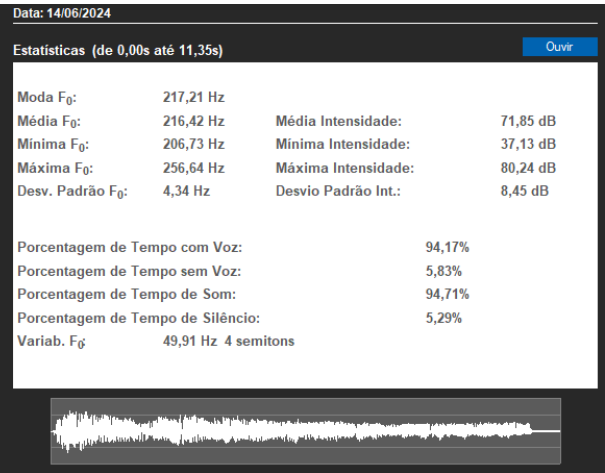 Data: 14/06/2024
Estatísticas (de 0,00s até 11,35s) Ouvir
Moda F0: 217,21 Hz
Média F0: 216,42 Hz Média Intensidade: 71,85 dB
Mínima F0: 206,73 Hz Mínima Intensidade: 37,13 dB
Máxima F0: 256,64 Hz Máxima Intensidade: 80,24 dB
Desv. Padrão F0: 4,34 Hz Desvio Padrão Int.: 8,45 dB
Porcentagem de Tempo com Voz: 94,17%
Porcentagem de Tempo sem Voz: 5,83%
Porcentagem de Tempo de Som: 94,71%
Porcentagem de Tempo de Silêncio: 5,29%
Variab. F0: 49,91 Hz 4 semitons